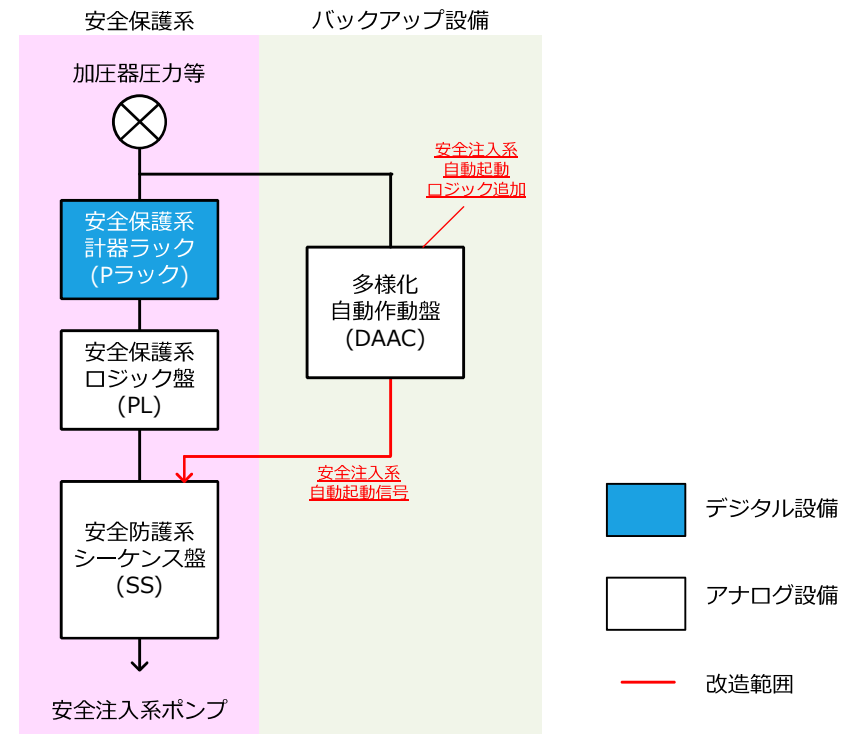 安全保護系
バックアップ設備
加圧器圧力等
安全注入系
自動起動
ロジック追加
安全保護系
計器ラック
(Pラック)
多様化
自動作動盤
(DAAC)
安全保護系
ロジック盤
(PL)
安全注入系
自動起動信号
安全防護系
シーケンス盤
(SS)
安全注入系ポンプ
デジタル設備
アナログ設備
改造範囲